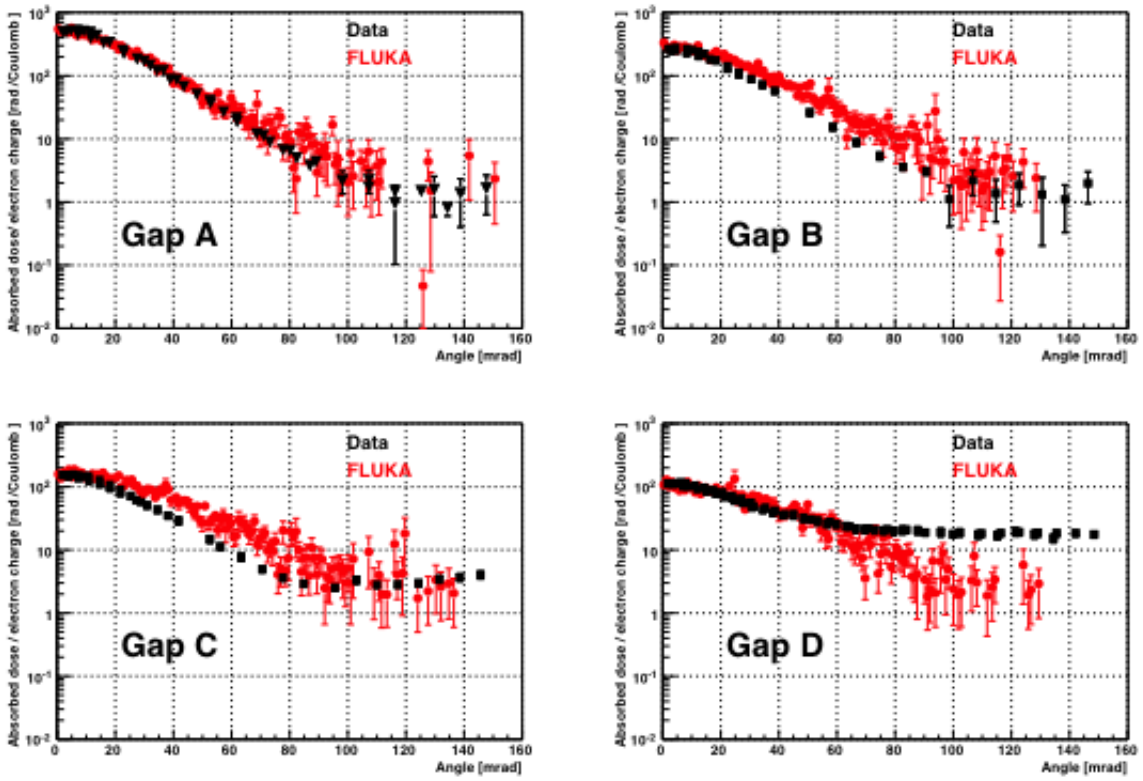 Absorbed dose/ electron charge [rad /Coulomb ]
10³
10²
10
1
10⁻¹
10⁻²
Data
FLUKA
Gap A
0 20 40 60 80 100 120 140 160
Angle [mrad]
Absorbed dose / electron charge [rad /Coulomb ]
10³
10²
10
1
10⁻¹
10⁻²
Data
FLUKA
Gap B
0 20 40 60 80 100 120 140 160
Angle [mrad]
Absorbed dose / electron charge [rad /Coulomb ]
10³
10²
10
1
10⁻¹
10⁻²
Data
FLUKA
Gap C
0 20 40 60 80 100 120 140 160
Angle [mrad]
Absorbed dose / electron charge [rad /Coulomb ]
10³
10²
10
1
10⁻¹
10⁻²
Data
FLUKA
Gap D
0 20 40 60 80 100 120 140 160
Angle [mrad]